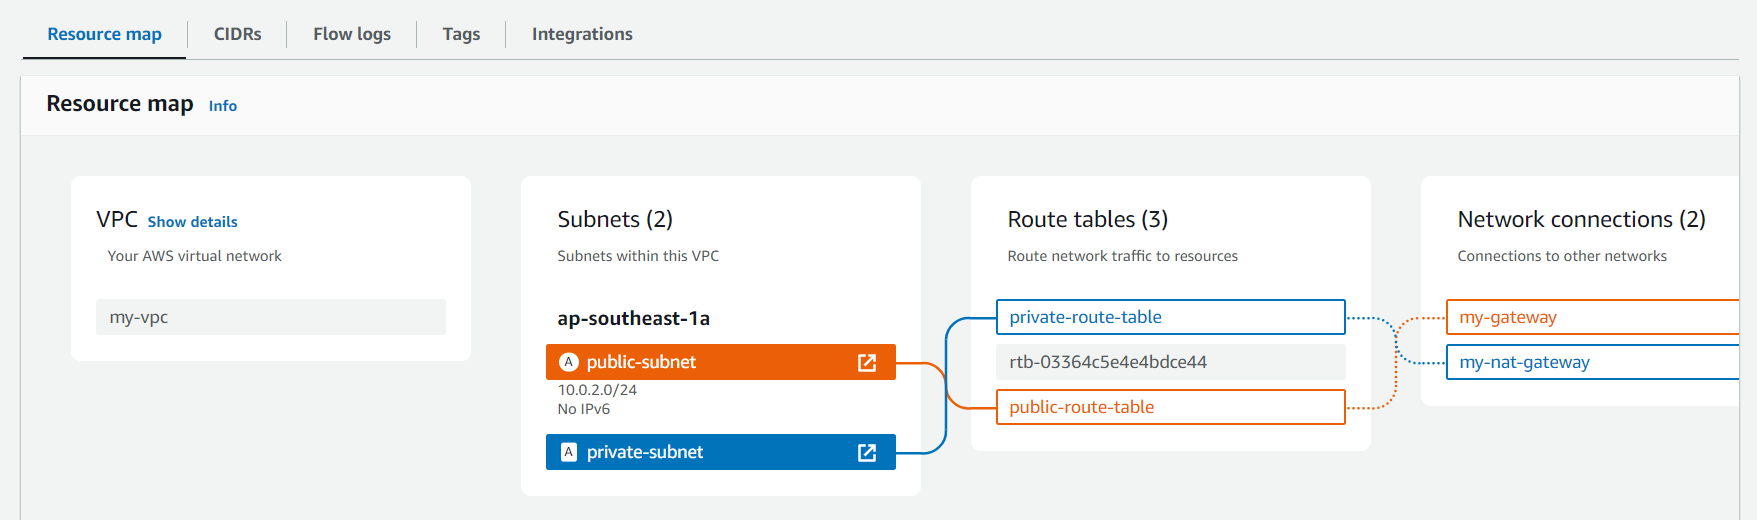 Resource map
CIDRs
Flow logs
Tags
Integrations
Resource map Info
VPC Show details
Your AWS virtual network
my-vpc
Subnets (2)
Subnets within this VPC
ap-southeast-1a
A public-subnet
10.0.2.0/24
No IPv6
A private-subnet
Route tables (3)
Route network traffic to resources
private-route-table
rtb-03364c5e4e4bdce44
public-route-table
Network connections (2)
Connections to other networks
my-gateway
my-nat-gateway